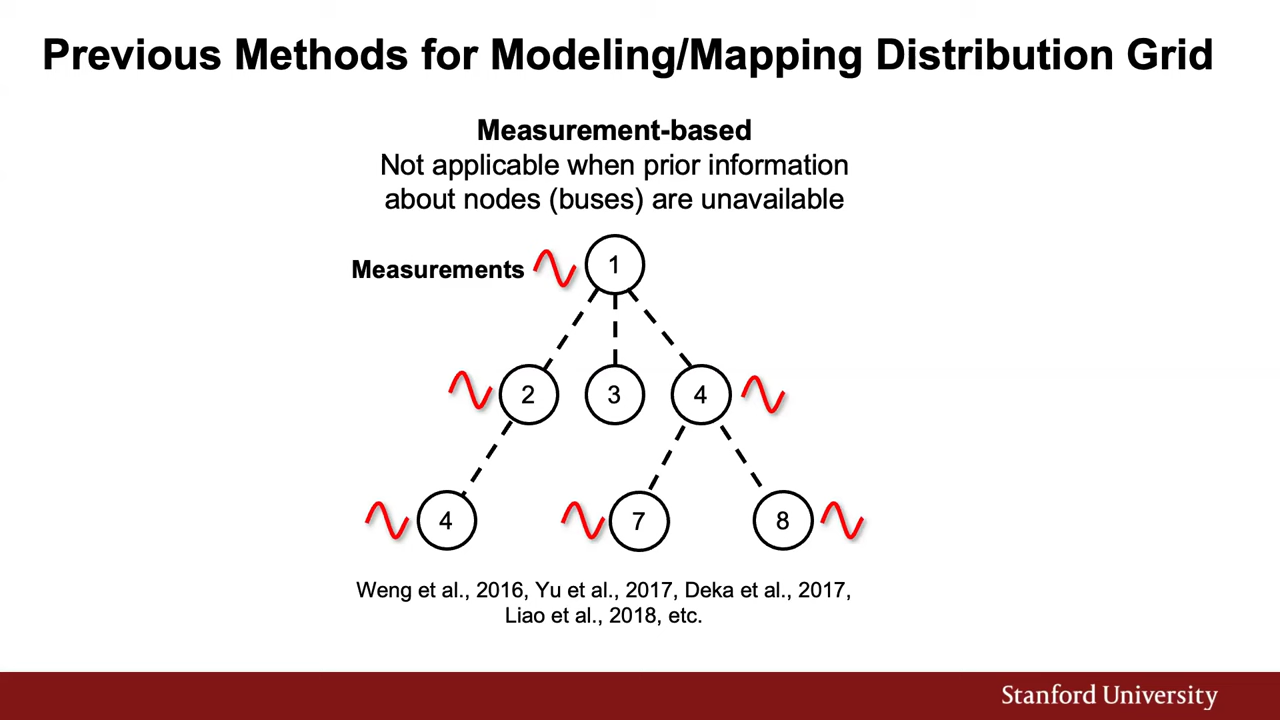 Previous Methods for Modeling/Mapping Distribution Grid
Measurement-based
Not applicable when prior information
about nodes (buses) are unavailable
Measurements
1
2
3
4
4
7
8
Weng et al., 2016, Yu et al., 2017, Deka et al., 2017,
Liao et al., 2018, etc.
Stanford University